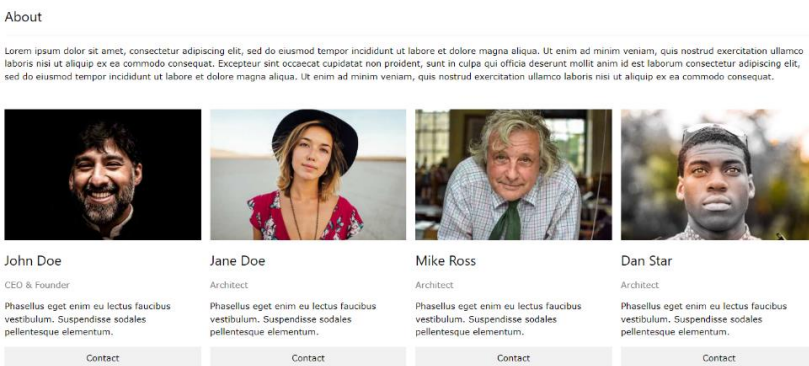 About
Lorem ipsum dolor sit amet, consectetur adipiscing elit, sed do eiusmod tempor incididunt ut labore et dolore magna aliqua. Ut enim ad minim veniam, quis nostrud exercitation ullamco
laboris nisi ut aliquip ex ea commodo consequat. Excepteur sint occaecat cupidatat non proident, sunt in culpa qui officia deserunt mollit anim id est laborum consectetur adipiscing elit,
sed do eiusmod tempor incididunt ut labore et dolore magna aliqua. Ut enim ad minim veniam, quis nostrud exercitation ullamco laboris nisi ut aliquip ex ea commodo consequat.
John Doe
CEO & Founder
Phasellus eget enim eu lectus faucibus
vestibulum. Suspendisse sodales
pellentesque elementum.
Contact
Jane Doe
Architect
Phasellus eget enim eu lectus faucibus
vestibulum. Suspendisse sodales
pellentesque elementum.
Contact
Mike Ross
Architect
Phasellus eget enim eu lectus faucibus
vestibulum. Suspendisse sodales
pellentesque elementum.
Contact
Dan Star
Architect
Phasellus eget enim eu lectus faucibus
vestibulum. Suspendisse sodales
pellentesque elementum.
Contact